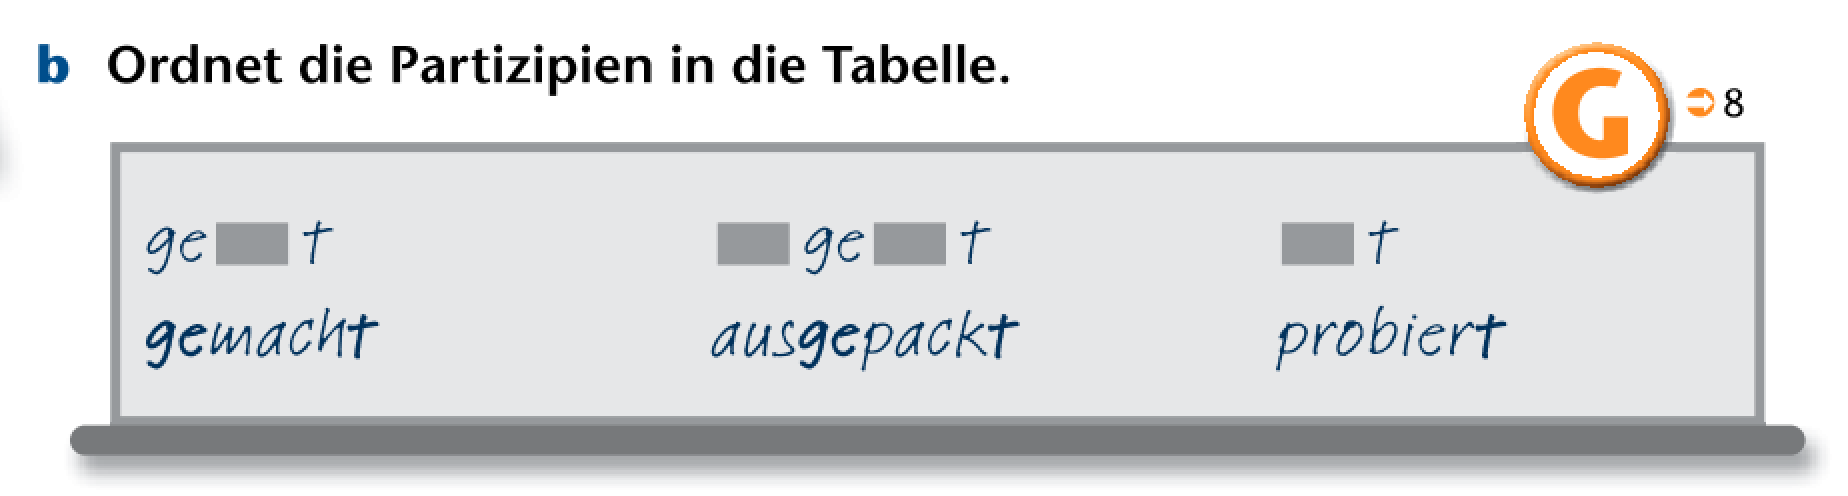 b Ordnet die Partizipien in die Tabelle.
G 8
ge t ge t t
gemacht ausgepackt probiert